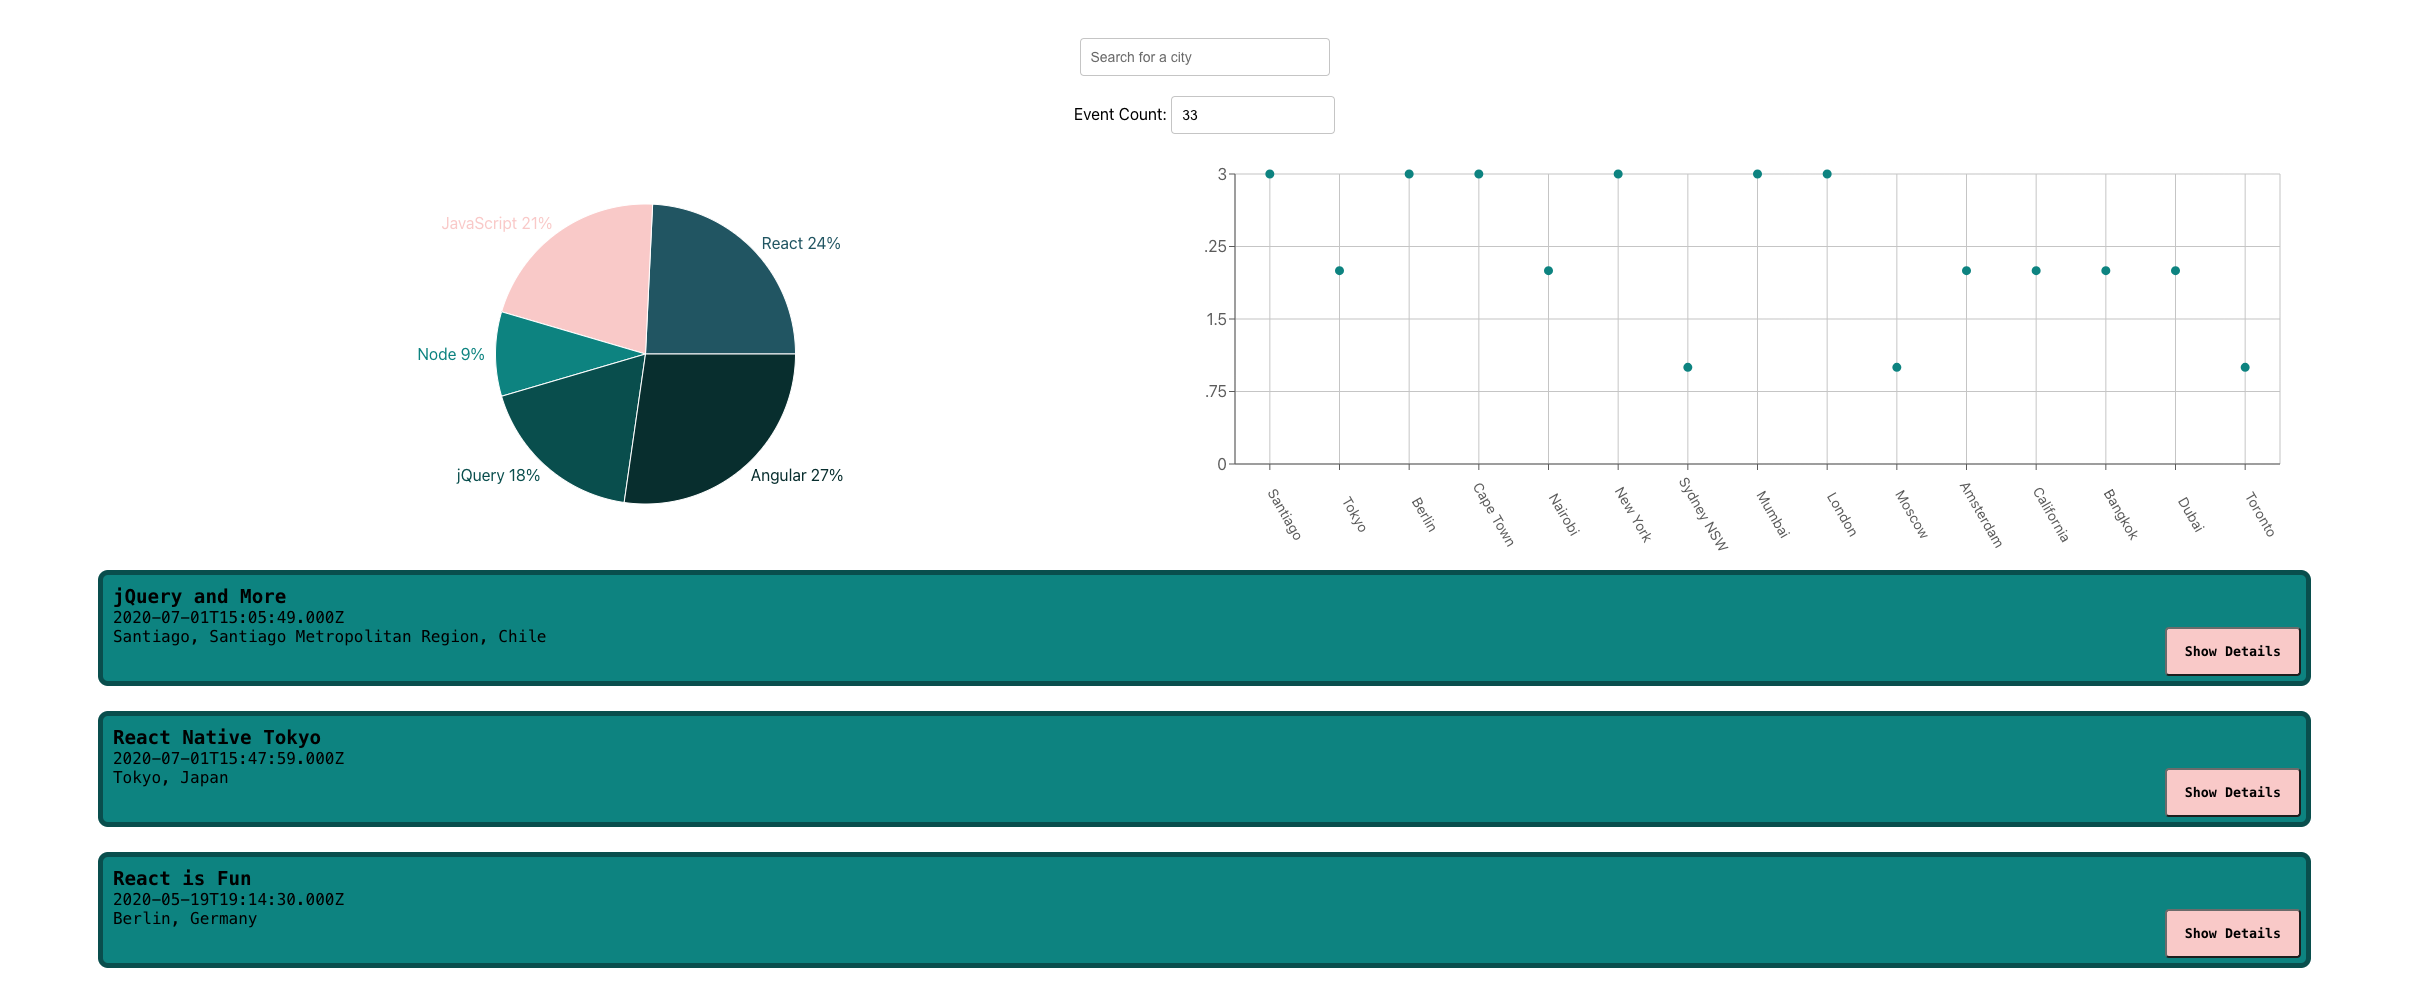 Search for a city
Event Count: 33
JavaScript 21%
React 24%
Node 9%
jQuery 18%
Angular 27%
3
.25
1.5
.75
0
Santiago
Tokyo
Berlin
Cape Town
Nairobi
New York
Sydney NSW
Mumbai
London
Moscow
Amsterdam
California
Bangkok
Dubai
Toronto
jQuery and More
2020-07-01T15:05:49.000Z
Santiago, Santiago Metropolitan Region, Chile
Show Details
React Native Tokyo
2020-07-01T15:47:59.000Z
Tokyo, Japan
Show Details
React is Fun
2020-05-19T19:14:30.000Z
Berlin, Germany
Show Details